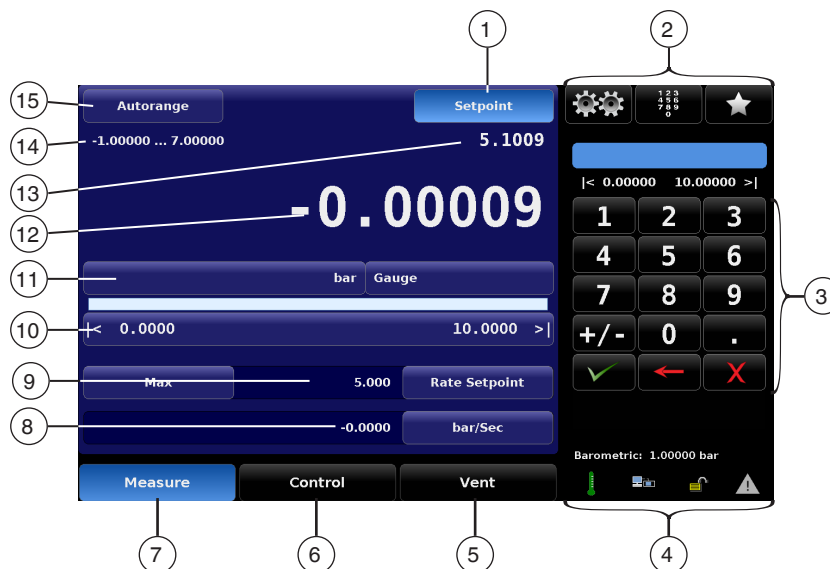 1
2
15
Autorange
Setpoint
1 2 3
4 5 6
7 8 9
0
14
-1.00000 ... 7.00000
5.1009
13
|< 0.00000 10.00000 >|
12
-0.00009
1 2 3
11
bar
Gauge
4 5 6
3
7 8 9
10
|< 0.0000 10.0000 >|
+/- 0 .
9
Max
5.000
Rate Setpoint
8
-0.0000
bar/Sec
Barometric: 1.00000 bar
Measure
Control
Vent
7
6
5
4